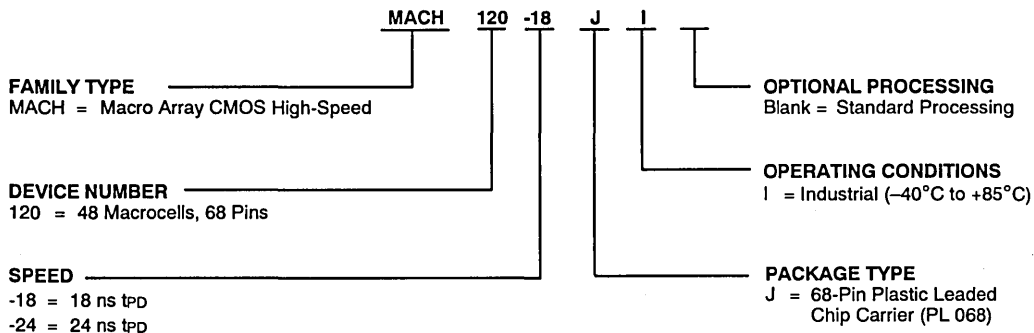 MACH 120 -18 J I
FAMILY TYPE
MACH = Macro Array CMOS High-Speed
DEVICE NUMBER
120 = 48 Macrocells, 68 Pins
SPEED
-18 = 18 ns tPD
-24 = 24 ns tPD
OPTIONAL PROCESSING
Blank = Standard Processing
OPERATING CONDITIONS
I = Industrial (–40°C to +85°C)
PACKAGE TYPE
J = 68-Pin Plastic Leaded
Chip Carrier (PL 068)